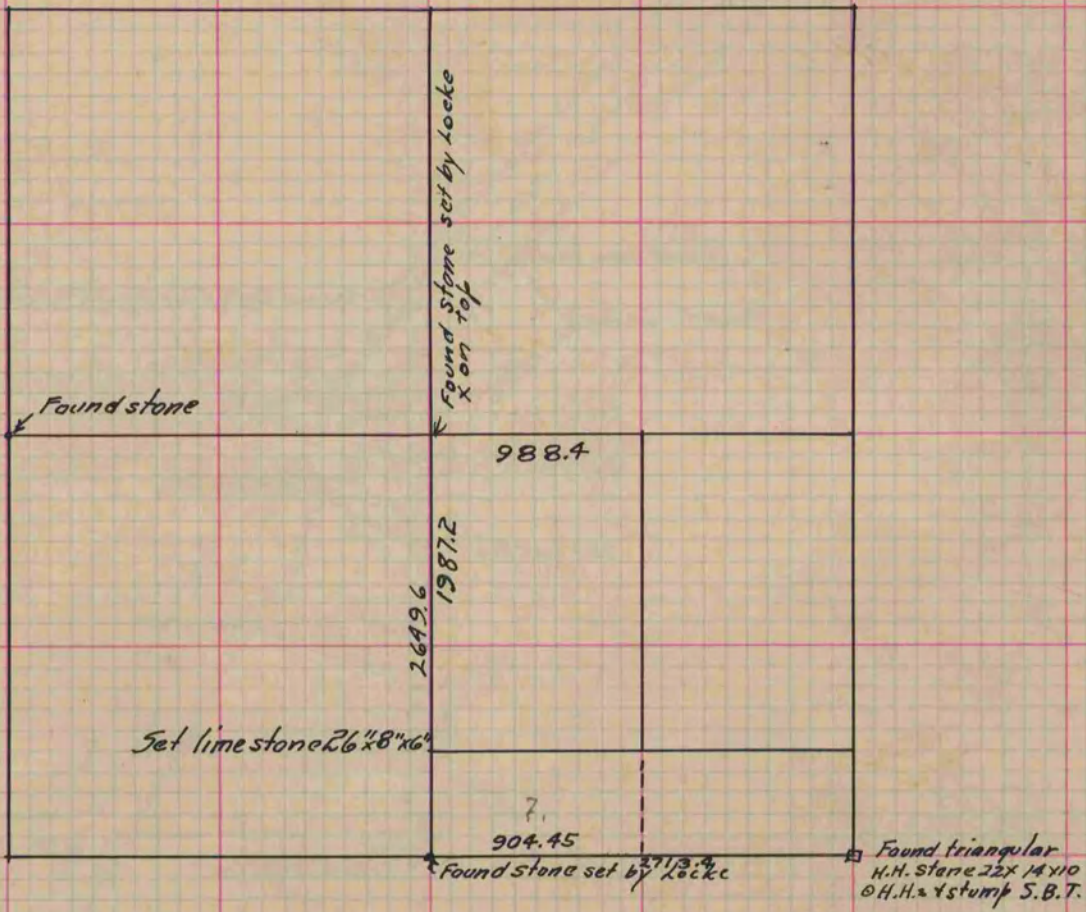 Found stone set by Locke
X on top
Found stone
988.4
1987.2
2649.6
Set limestone 26"x8"x6"
7.
904.45
2713.4
Found Stone set by Locke
Found triangular
H.H. Stone 22x14x10
H.H. & stump S.B.T.